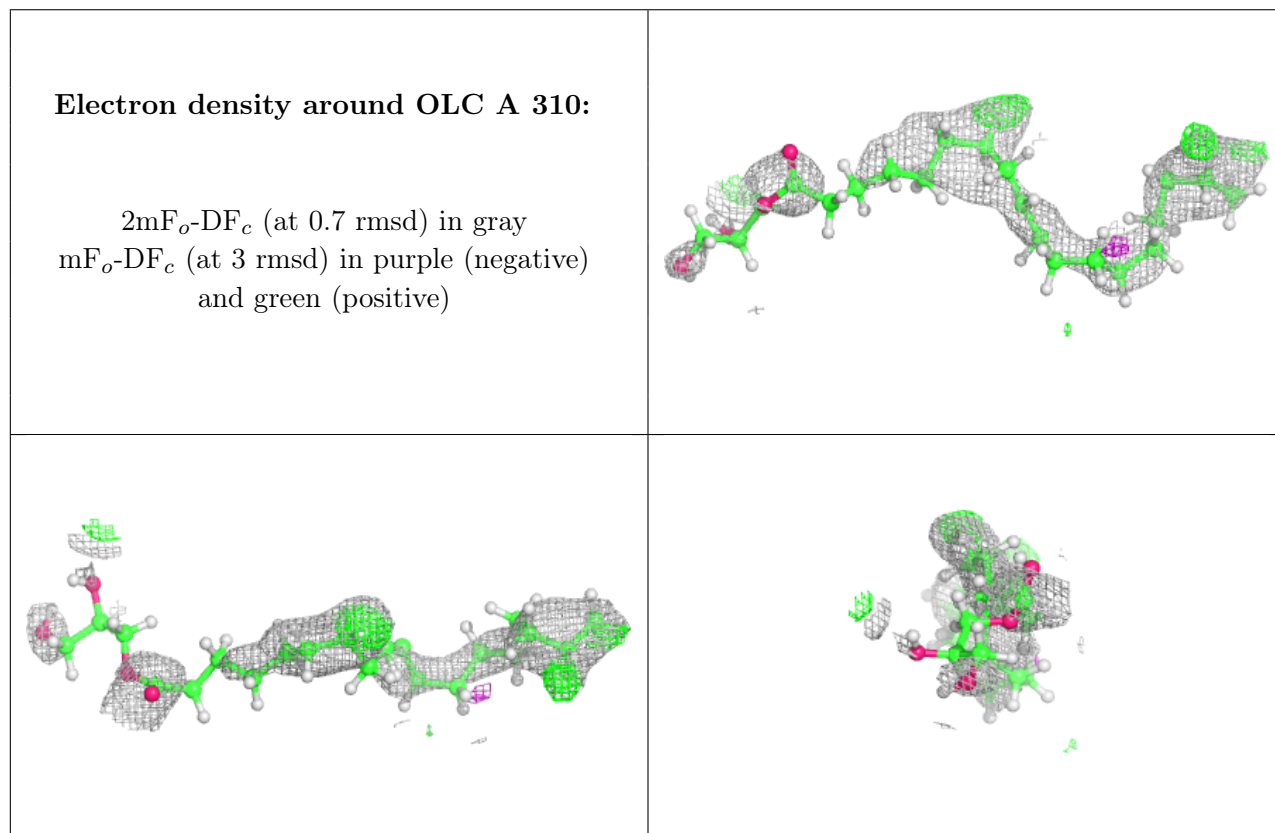 Electron density around OLC A 310:
2mFo-DFc (at 0.7 rmsd) in gray
mFo-DFc (at 3 rmsd) in purple (negative)
and green (positive)